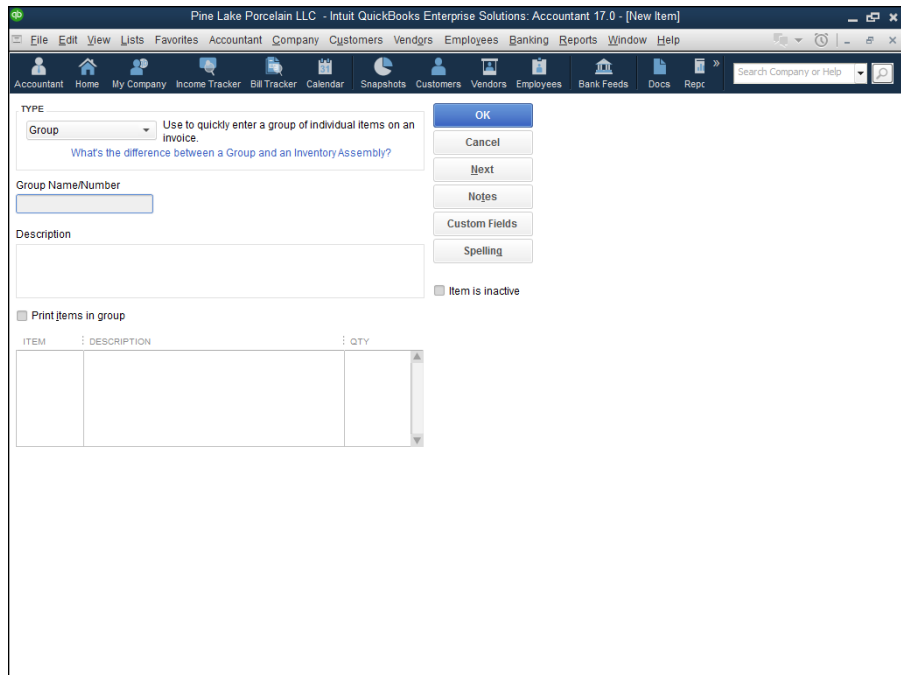 qb
Pine Lake Porcelain LLC - Intuit QuickBooks Enterprise Solutions: Accountant 17.0 - [New Item]
File Edit View Lists Favorites Accountant Company Customers Vendors Employees Banking Reports Window Help
Accountant Home My Company Income Tracker Bill Tracker Calendar Snapshots Customers Vendors Employees Bank Feeds Docs Repc » Search Company or Help
TYPE
Group
Use to quickly enter a group of individual items on an
invoice.
What's the difference between a Group and an Inventory Assembly?
Group Name/Number
Description
Print items in group
ITEM DESCRIPTION QTY
OK
Cancel
Next
Notes
Custom Fields
Spelling
Item is inactive